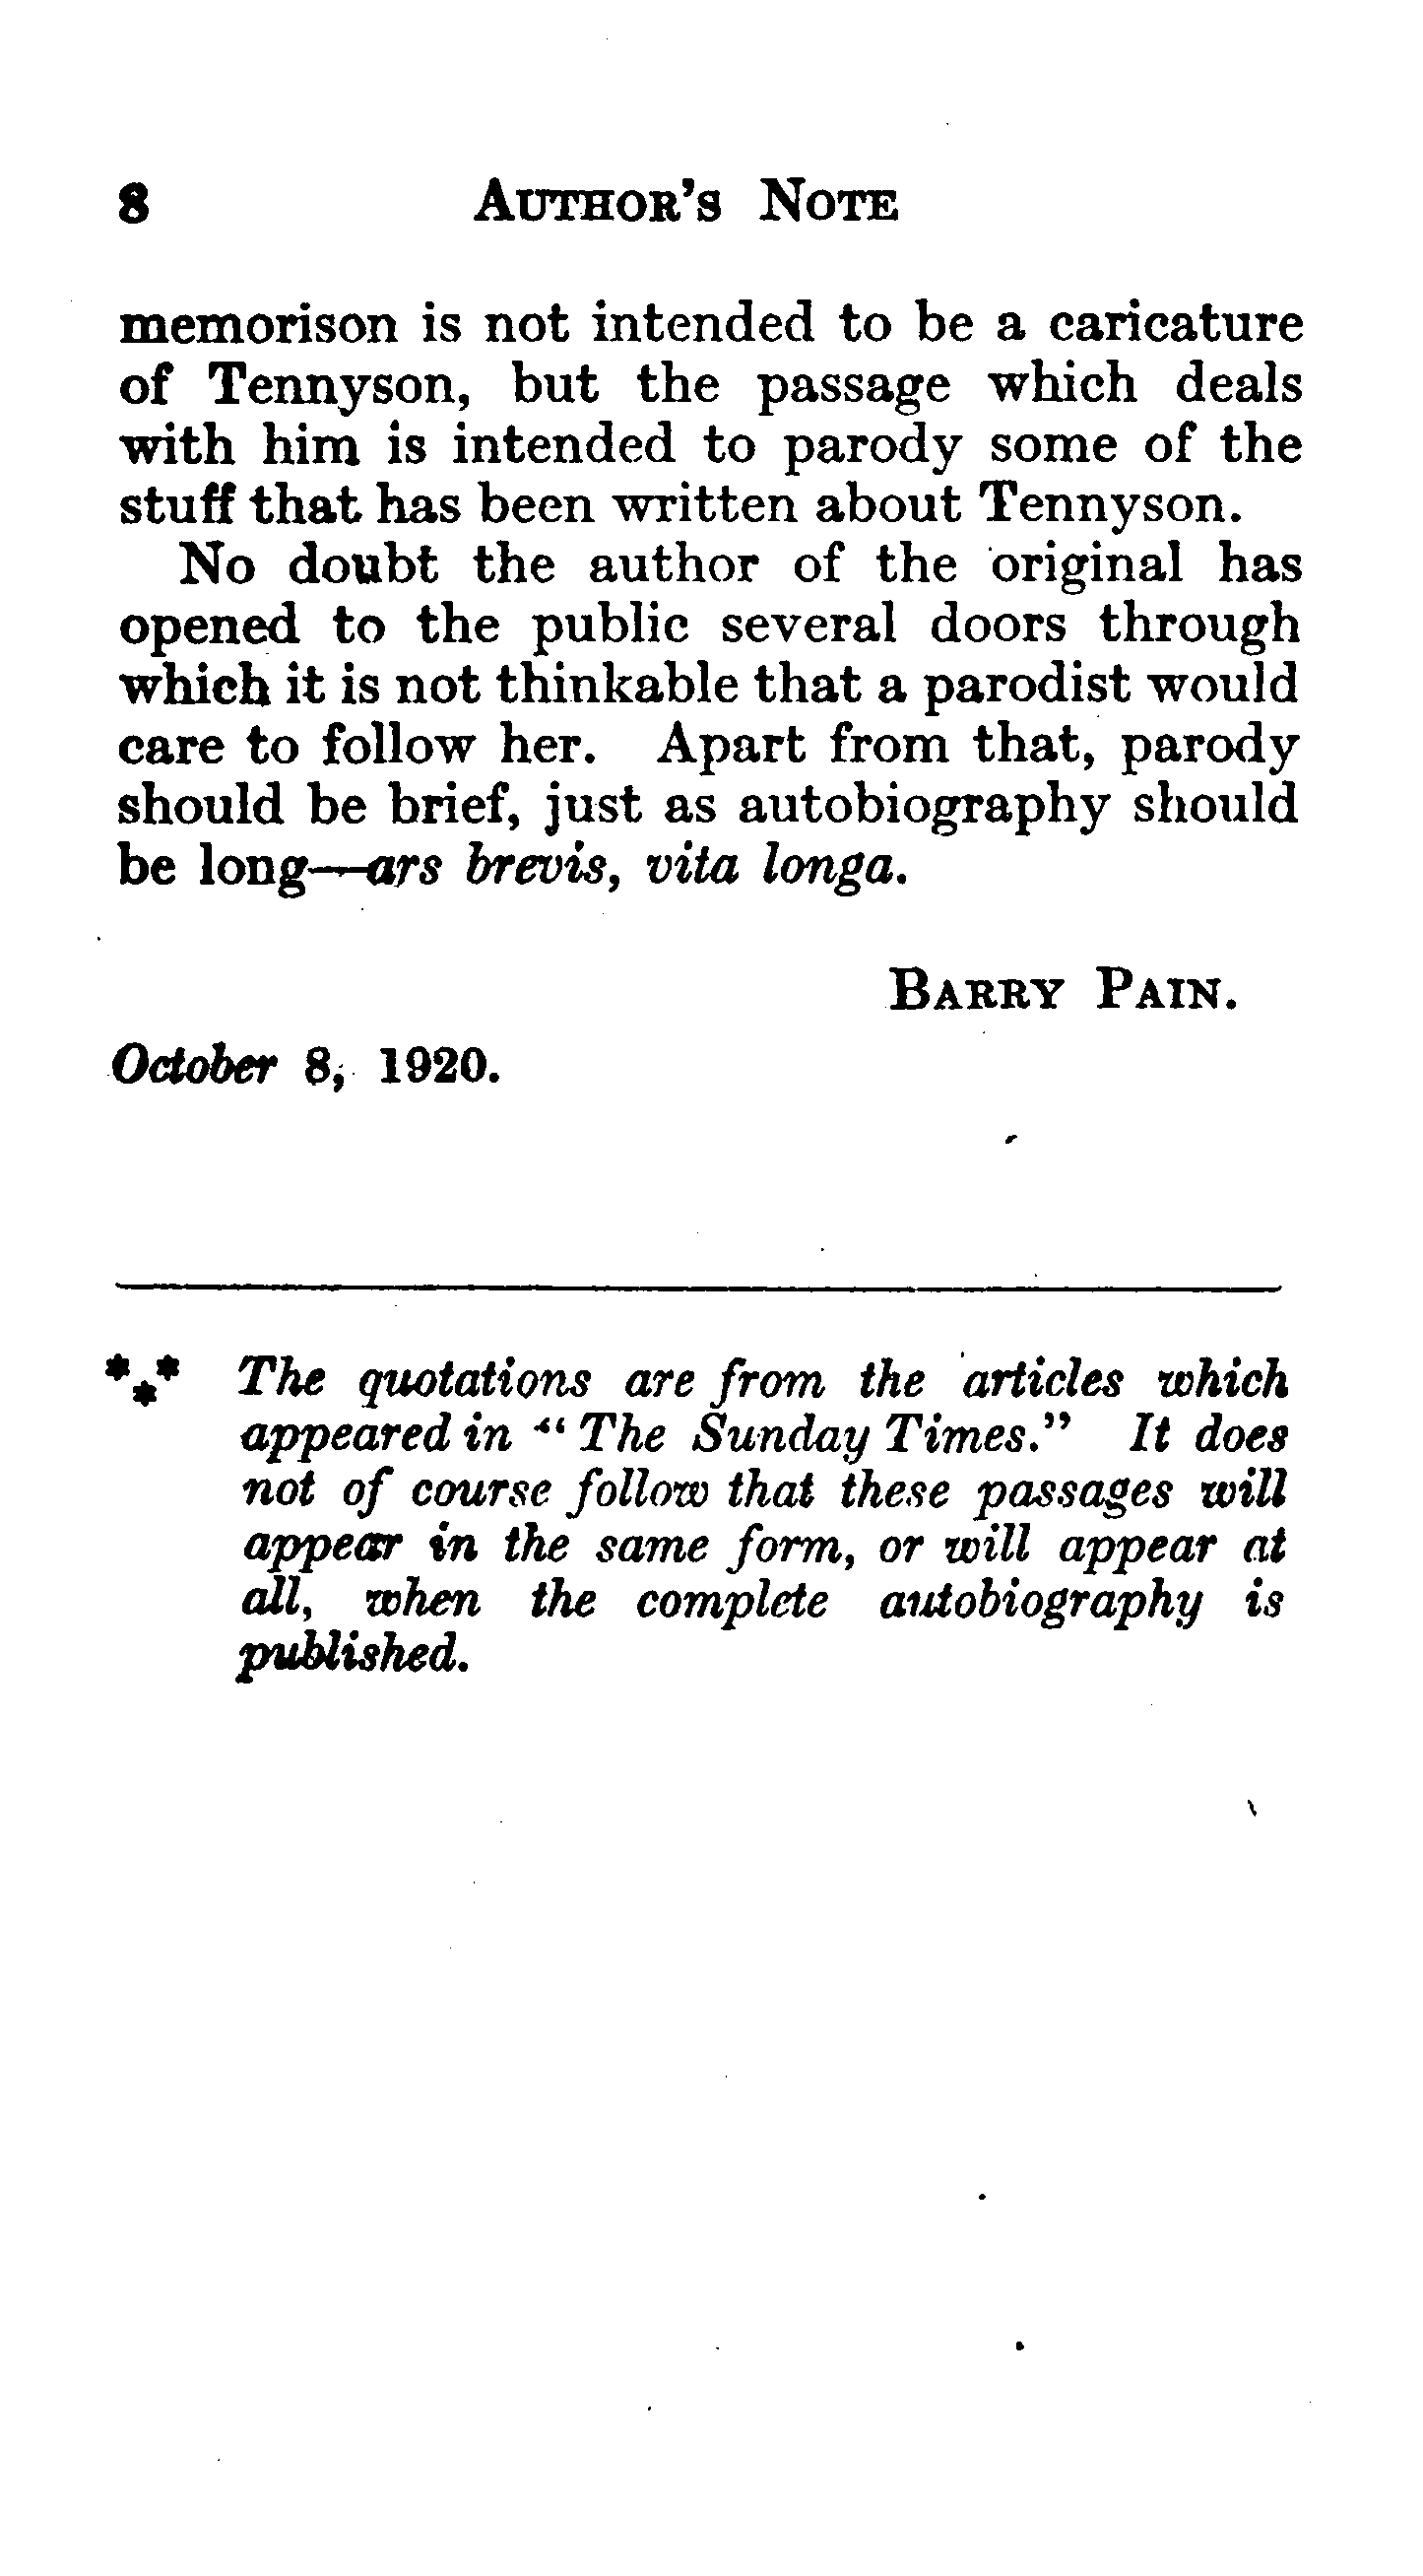 8 AUTHOR'S NOTE
memorison is not intended to be a caricature
of Tennyson, but the passage which deals
with him is intended to parody some of the
stuff that has been written about Tennyson.
No doubt the author of the original has
opened to the public several doors through
which it is not thinkable that a parodist would
care to follow her. Apart from that, parody
should be brief, just as autobiography should
be long—ars brevis, vita longa.
BARRY PAIN.
October 8, 1920.
*** The quotations are from the articles which
appeared in "The Sunday Times." It does
not of course follow that these passages will
appear in the same form, or will appear at
all, when the complete autobiography is
published.